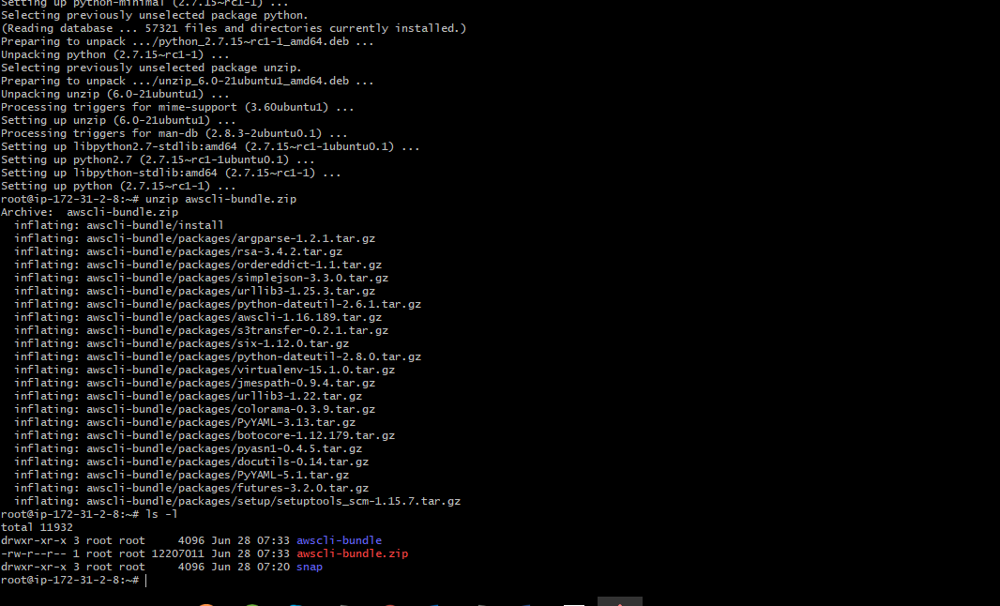 Setting up python-minimal (2.7.15~rc1-1) ...
Selecting previously unselected package python.
(Reading database ... 57321 files and directories currently installed.)
Preparing to unpack .../python_2.7.15~rc1-1_amd64.deb ...
Unpacking python (2.7.15~rc1-1) ...
Selecting previously unselected package unzip.
Preparing to unpack .../unzip_6.0-21ubuntu1_amd64.deb ...
Unpacking unzip (6.0-21ubuntu1) ...
Processing triggers for mime-support (3.60ubuntu1) ...
Setting up unzip (6.0-21ubuntu1) ...
Processing triggers for man-db (2.8.3-2ubuntu0.1) ...
Setting up libpython2.7-stdlib:amd64 (2.7.15~rc1-1ubuntu0.1) ...
Setting up python2.7 (2.7.15~rc1-1ubuntu0.1) ...
Setting up libpython-stdlib:amd64 (2.7.15~rc1-1) ...
Setting up python (2.7.15~rc1-1) ...
root@ip-172-31-2-8:~# unzip awscli-bundle.zip
Archive:  awscli-bundle.zip
  inflating: awscli-bundle/install
  inflating: awscli-bundle/packages/argparse-1.2.1.tar.gz
  inflating: awscli-bundle/packages/rsa-3.4.2.tar.gz
  inflating: awscli-bundle/packages/ordereddict-1.1.tar.gz
  inflating: awscli-bundle/packages/simplejson-3.3.0.tar.gz
  inflating: awscli-bundle/packages/urllib3-1.25.3.tar.gz
  inflating: awscli-bundle/packages/python-dateutil-2.6.1.tar.gz
  inflating: awscli-bundle/packages/awscli-1.16.189.tar.gz
  inflating: awscli-bundle/packages/s3transfer-0.2.1.tar.gz
  inflating: awscli-bundle/packages/six-1.12.0.tar.gz
  inflating: awscli-bundle/packages/python-dateutil-2.8.0.tar.gz
  inflating: awscli-bundle/packages/virtualenv-15.1.0.tar.gz
  inflating: awscli-bundle/packages/jmespath-0.9.4.tar.gz
  inflating: awscli-bundle/packages/urllib3-1.22.tar.gz
  inflating: awscli-bundle/packages/colorama-0.3.9.tar.gz
  inflating: awscli-bundle/packages/PyYAML-3.13.tar.gz
  inflating: awscli-bundle/packages/botocore-1.12.179.tar.gz
  inflating: awscli-bundle/packages/pyasn1-0.4.5.tar.gz
  inflating: awscli-bundle/packages/docutils-0.14.tar.gz
  inflating: awscli-bundle/packages/PyYAML-5.1.tar.gz
  inflating: awscli-bundle/packages/futures-3.2.0.tar.gz
  inflating: awscli-bundle/packages/setup/setuptools_scm-1.15.7.tar.gz
root@ip-172-31-2-8:~# ls -l
total 11932
drwxr-xr-x 3 root root     4096 Jun 28 07:33 awscli-bundle
-rw-r--r-- 1 root root 12207011 Jun 28 07:33 awscli-bundle.zip
drwxr-xr-x 3 root root     4096 Jun 28 07:20 snap
root@ip-172-31-2-8:~#